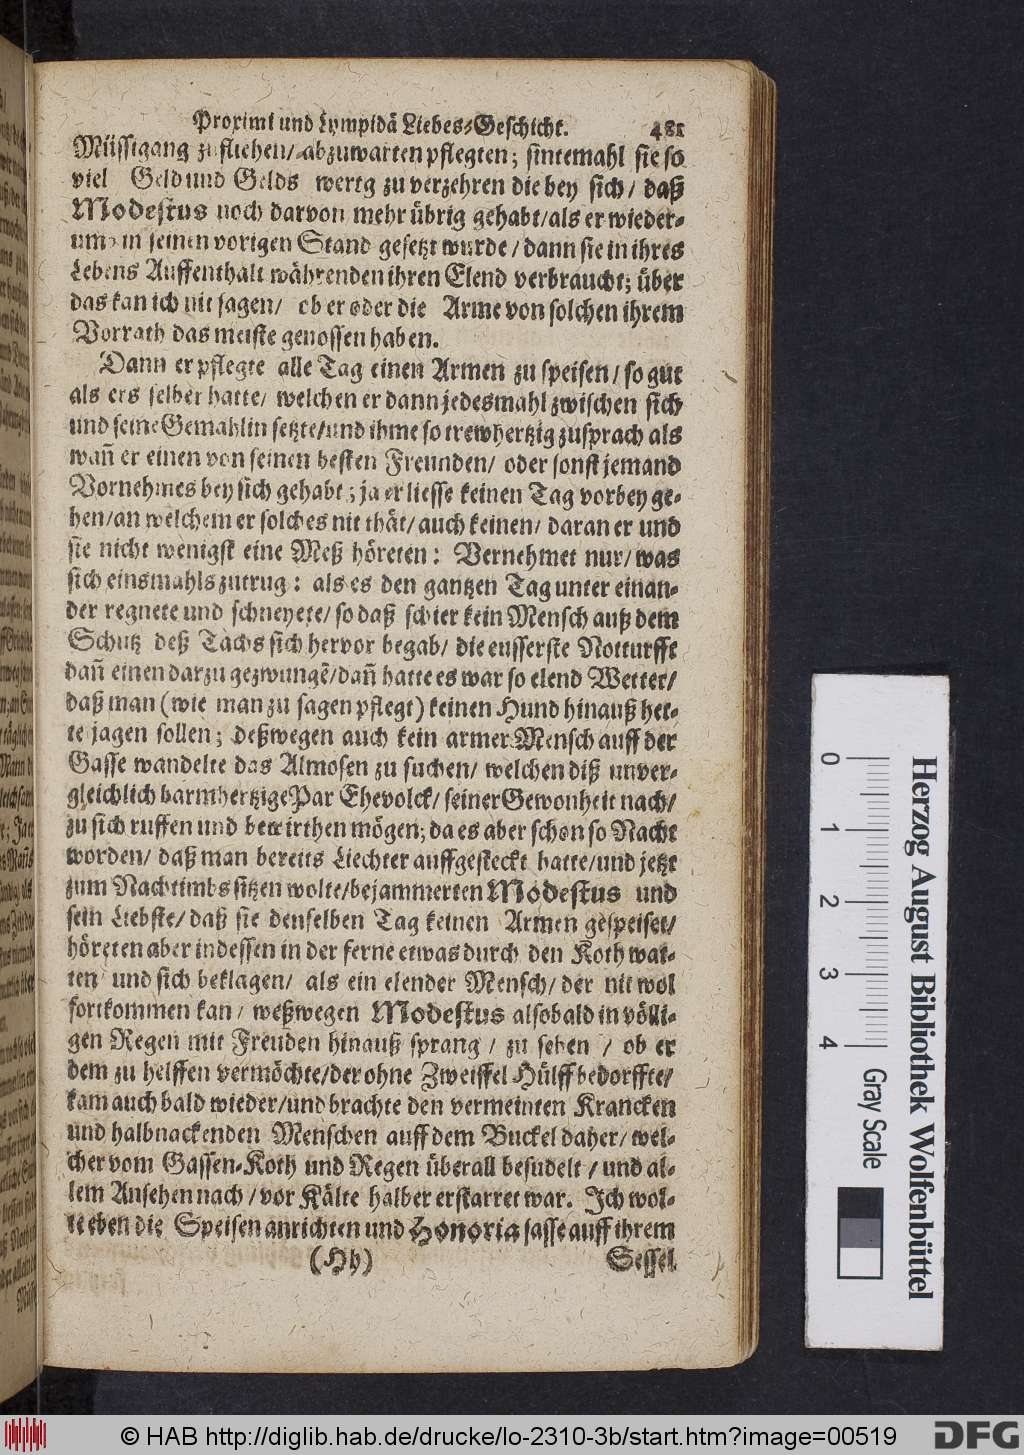 Proximi und Lympidā Liebes-Geschicht. 481
Müssigang zu fliehen / abzuwarten pflegten; sintemahl sie so
viel Geld und Gelds wertg zu verzehren die bey sich / daß
Modestus noch darvon mehr übrig gehabt / als er wieder-
um in seinen vorigen Stand gesetzt wurde / dann sie in ihres
Lebens Auffenthalt währenden ihren Elend verbraucht; über
das kan ich nit sagen / ob er oder die Arme von solchen ihrem
Vorrath das meiste genossen haben.
Dann er pflegte alle Tag einen Armen zu speisen / so gut
als ers selber hatte / welchen er dann jedesmahl zwischen sich
und seine Gemahlin setzte / und ihme so trewhertzig zusprach als
wañ er einen von seinen besten Freunden / oder sonst jemand
Vornehmes bey sich gehabt; ja er liesse keinen Tag vorbey ge-
hen / an welchem er solches nit thät / auch keinen / daran er und
sie nicht wenigst eine Meß höreten: Vernehmet nur / was
sich einsmahls zutrug: als es den gantzen Tag unter einan-
der regnete und schneyete / so daß schier kein Mensch auß dem
Schutz deß Tachs sich hervor begab / die eusserste Notturfft
dañ einen darzu gezwungẽ / dañ hatte es war so elend Wetter /
daß man (wie man zu sagen pflegt) keinen Hund hinauß het-
te jagen sollen; deßwegen auch kein armer Mensch auff der
Gasse wandelte das Almosen zu suchen / welchen diß unver-
gleichlich barmhertzige Par Ehevolck / seiner Gewonheit nach /
zu sich ruffen und bewirthen mögen; da es aber schon so Nacht
worden / daß man bereits Liechter auffgesteckt hatte / und jetzt
zum Nachtimbs sitzen wolte / bejammerten Modestus und
sein Liebste / daß sie denselben Tag keinen Armen gespeiset /
höreten aber indessen in der ferne etwas durch den Koth wat-
ten und sich beklagen / als ein elender Mensch / der nit wol
fortkommen kan / weßwegen Modestus alsobald in völli-
gen Regen mit Freuden hinauß sprang / zu sehen / ob er
dem zu helffen vermöchte / der ohne Zweiffel Hülff bedorffte /
kam auch bald wieder / und brachte den vermeinten Krancken
und halbnackenden Menschen auff dem Buckel daher / wel-
cher vom Gassen-Koth und Regen überall besudelt / und al-
lem Ansehen nach / vor Kälte halber erstarret war. Ich wol-
te eben die Speisen anrichten und Honoria sasse auff ihrem
(Hh) Sessel
Herzog August Bibliothek Wolfenbüttel
0 1 2 3 4 Gray Scale
© HAB http://diglib.hab.de/drucke/lo-2310-3b/start.htm?image=00519
DFG